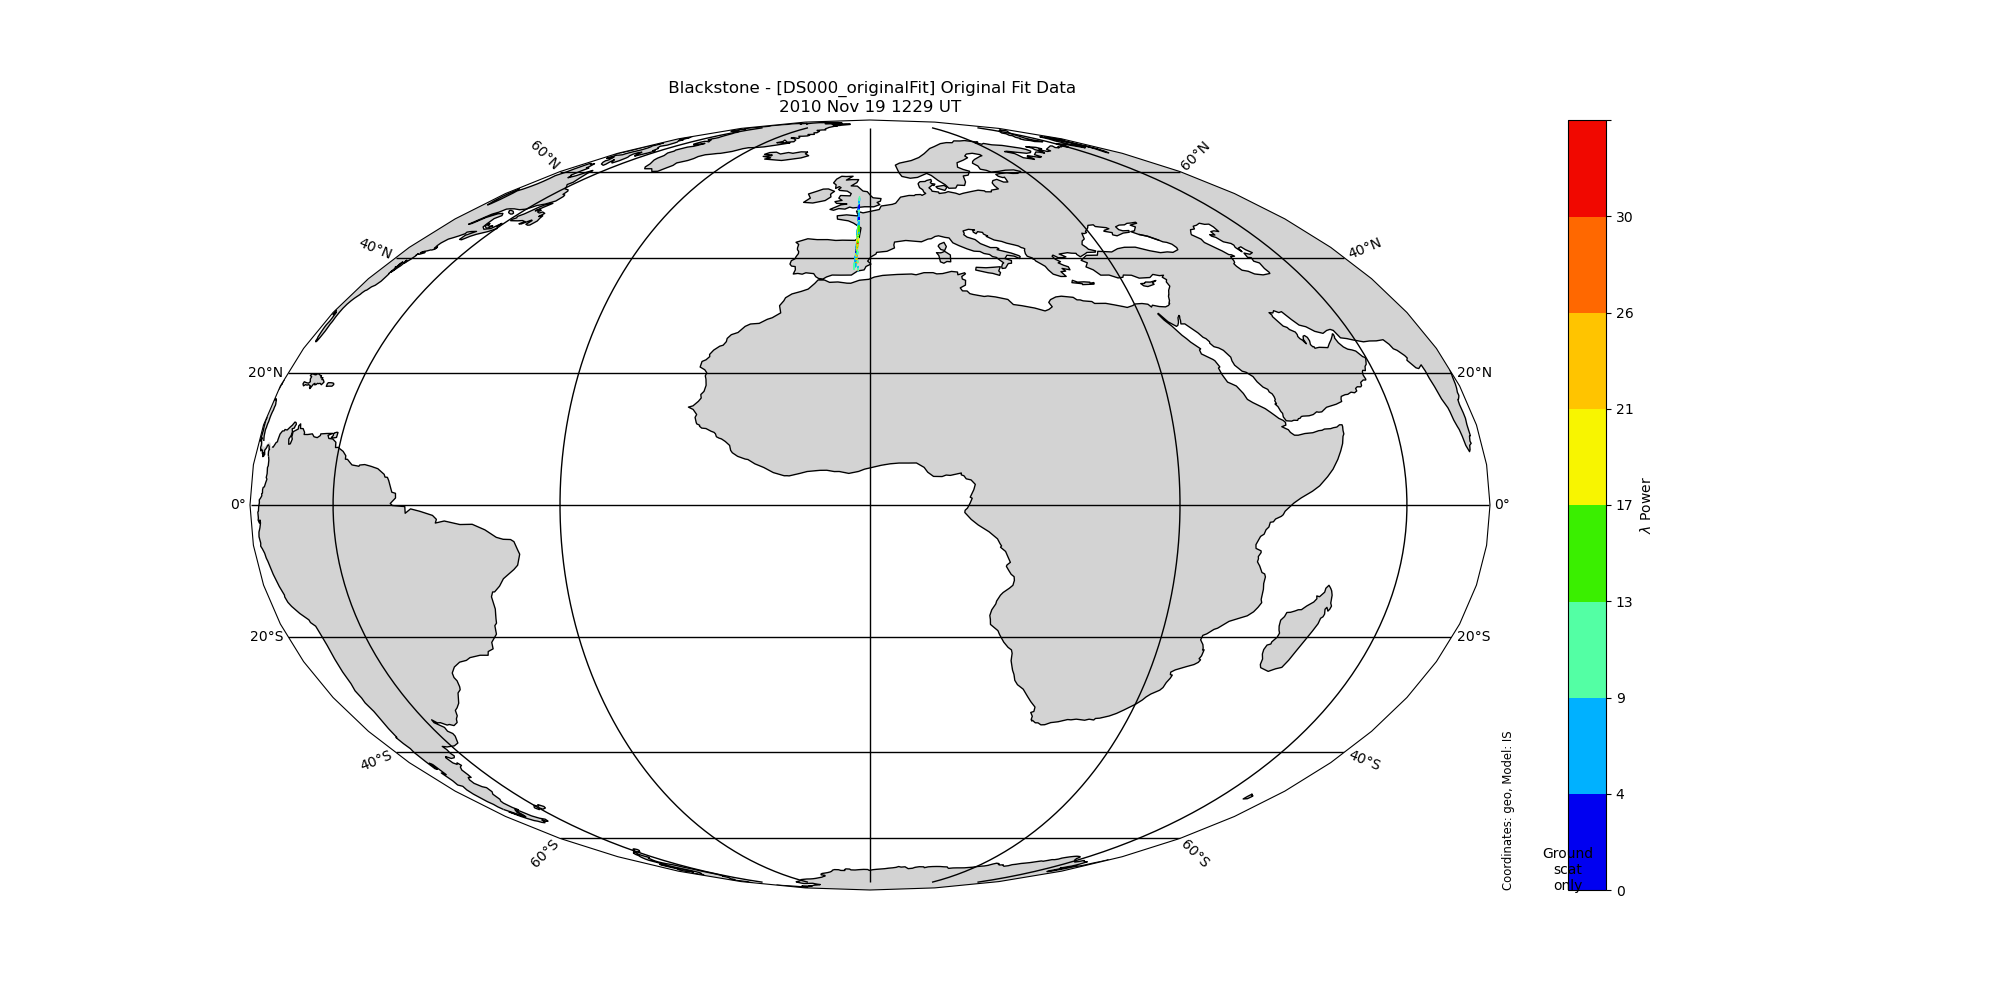 Blackstone - [DS000_originalFit] Original Fit Data
2010 Nov 19 1229 UT
60°N
60°N
40°N
40°N
20°N
20°N
0°
0°
20°S
20°S
40°S
40°S
60°S
60°S
Coordinates: geo, Model: IS
30
26
21
17
13
9
4
0
λ Power
Ground
scat
only